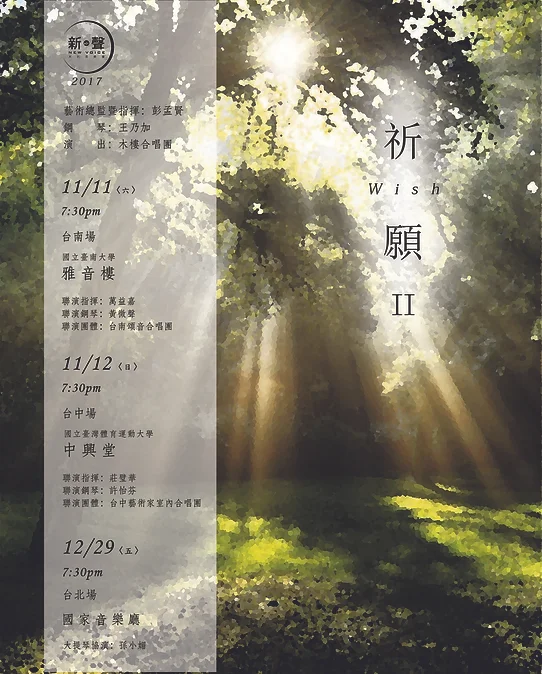 新聲
NEW VOICE
2017
藝術總監暨指揮：彭孟賢
鋼　　琴：王乃加
演　　出：木樓合唱團
11/11〈六〉
7:30pm
台南場
國立臺南大學
雅音樓
聯演指揮：萬益嘉
聯演鋼琴：黃微聲
聯演團體：台南頌音合唱團
11/12〈日〉
7:30pm
台中場
國立臺灣體育運動大學
中興堂
聯演指揮：莊璧華
聯演鋼琴：許怡芬
聯演團體：台中藝術家室內合唱團
12/29〈五〉
7:30pm
台北場
國家音樂廳
大提琴協演：孫小媚
祈
Wish
願
II